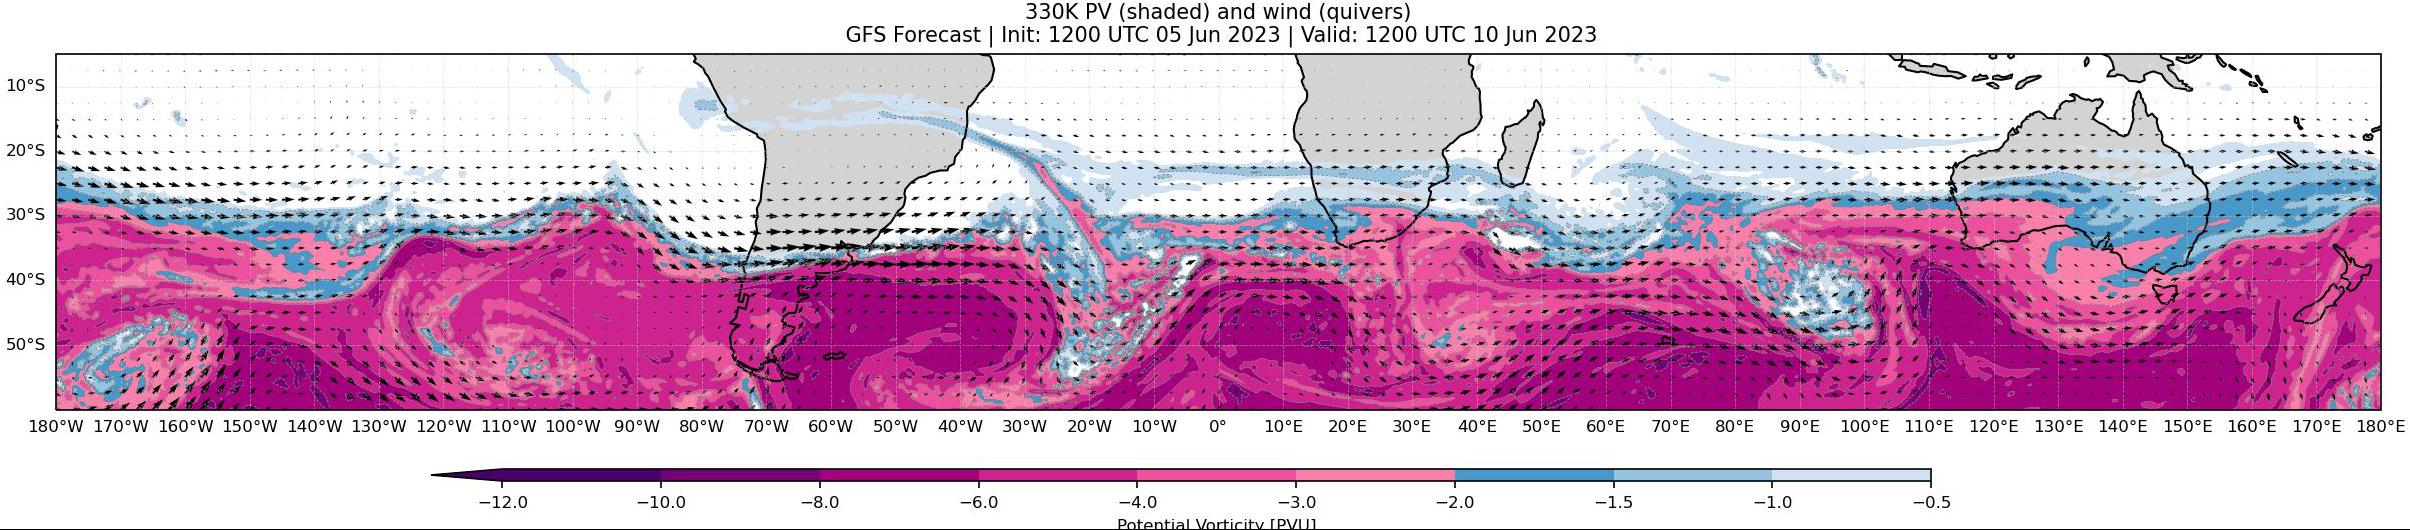 330K PV (shaded) and wind (quivers)
GFS Forecast | Init: 1200 UTC 05 Jun 2023 | Valid: 1200 UTC 10 Jun 2023
10°S
20°S
30°S
40°S
50°S
180°W 170°W 160°W 150°W 140°W 130°W 120°W 110°W 100°W 90°W 80°W 70°W 60°W 50°W 40°W 30°W 20°W 10°W 0° 10°E 20°E 30°E 40°E 50°E 60°E 70°E 80°E 90°E 100°E 110°E 120°E 130°E 140°E 150°E 160°E 170°E 180°E
−12.0 −10.0 −8.0 −6.0 −4.0 −3.0 −2.0 −1.5 −1.0 −0.5
Potential Vorticity [PVU]